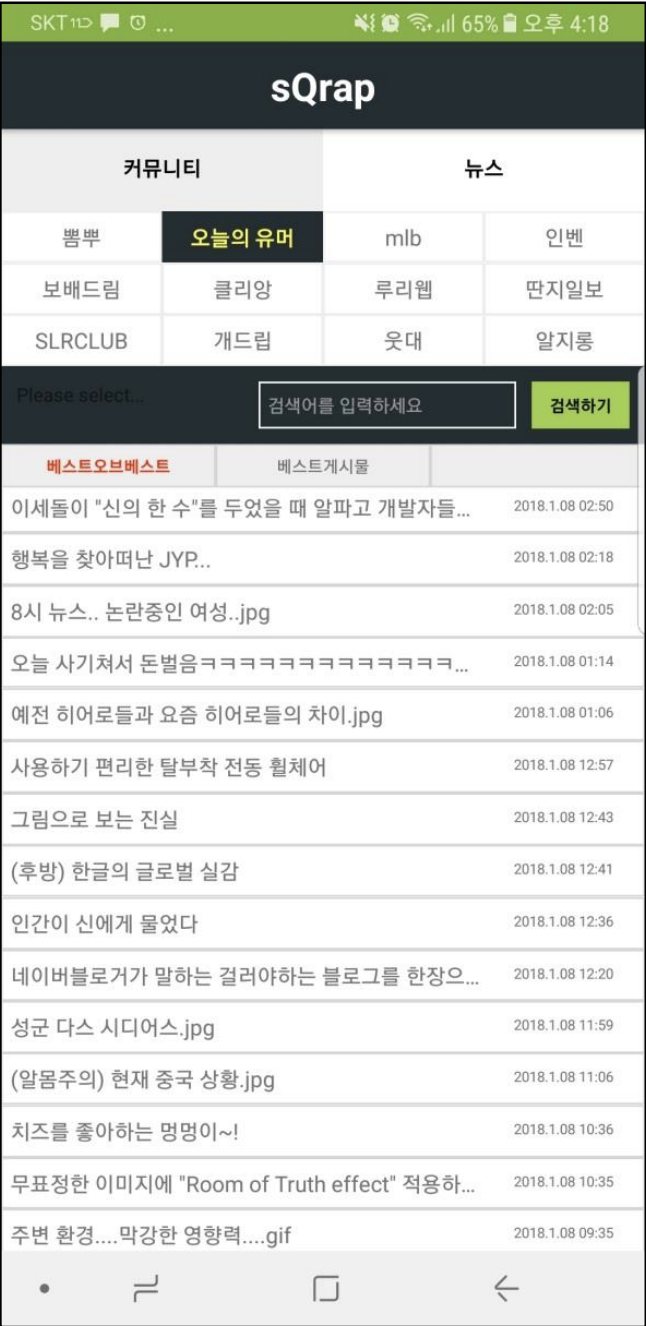 SKT 11 ... 65% 오후 4:18
sQrap
커뮤니티 뉴스
뽐뿌 오늘의 유머 mlb 인벤
보배드림 클리앙 루리웹 딴지일보
SLRCLUB 개드립 웃대 알지롱
Please select... 검색어를 입력하세요 검색하기
베스트오브베스트 베스트게시물
이세돌이 "신의 한 수"를 두었을 때 알파고 개발자들... 2018.1.08 02:50
행복을 찾아떠난 JYP... 2018.1.08 02:18
8시 뉴스.. 논란중인 여성..jpg 2018.1.08 02:05
오늘 사기쳐서 돈벌음ㅋㅋㅋㅋㅋㅋㅋㅋㅋㅋㅋㅋㅋ... 2018.1.08 01:14
예전 히어로들과 요즘 히어로들의 차이.jpg 2018.1.08 01:06
사용하기 편리한 탈부착 전동 휠체어 2018.1.08 12:57
그림으로 보는 진실 2018.1.08 12:43
(후방) 한글의 글로벌 실감 2018.1.08 12:41
인간이 신에게 물었다 2018.1.08 12:36
네이버블로거가 말하는 걸러야하는 블로그를 한장으... 2018.1.08 12:20
성군 다스 시디어스.jpg 2018.1.08 11:59
(알몸주의) 현재 중국 상황.jpg 2018.1.08 11:06
치즈를 좋아하는 멍멍이~! 2018.1.08 10:36
무표정한 이미지에 "Room of Truth effect" 적용하... 2018.1.08 10:35
주변 환경....막강한 영향력....gif 2018.1.08 09:35